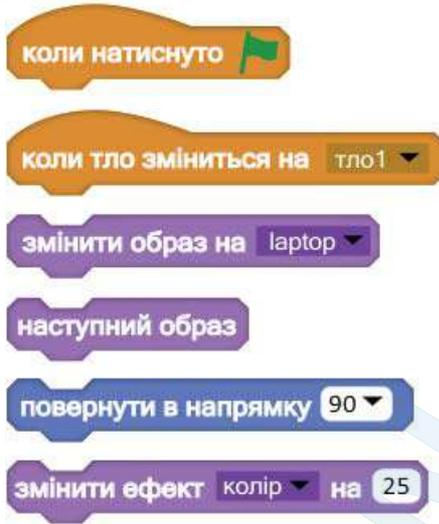 коли натиснуто
коли тло зміниться на тло1
змінити образ на laptop
наступний образ
повернути в напрямку 90
змінити ефект колір на 25